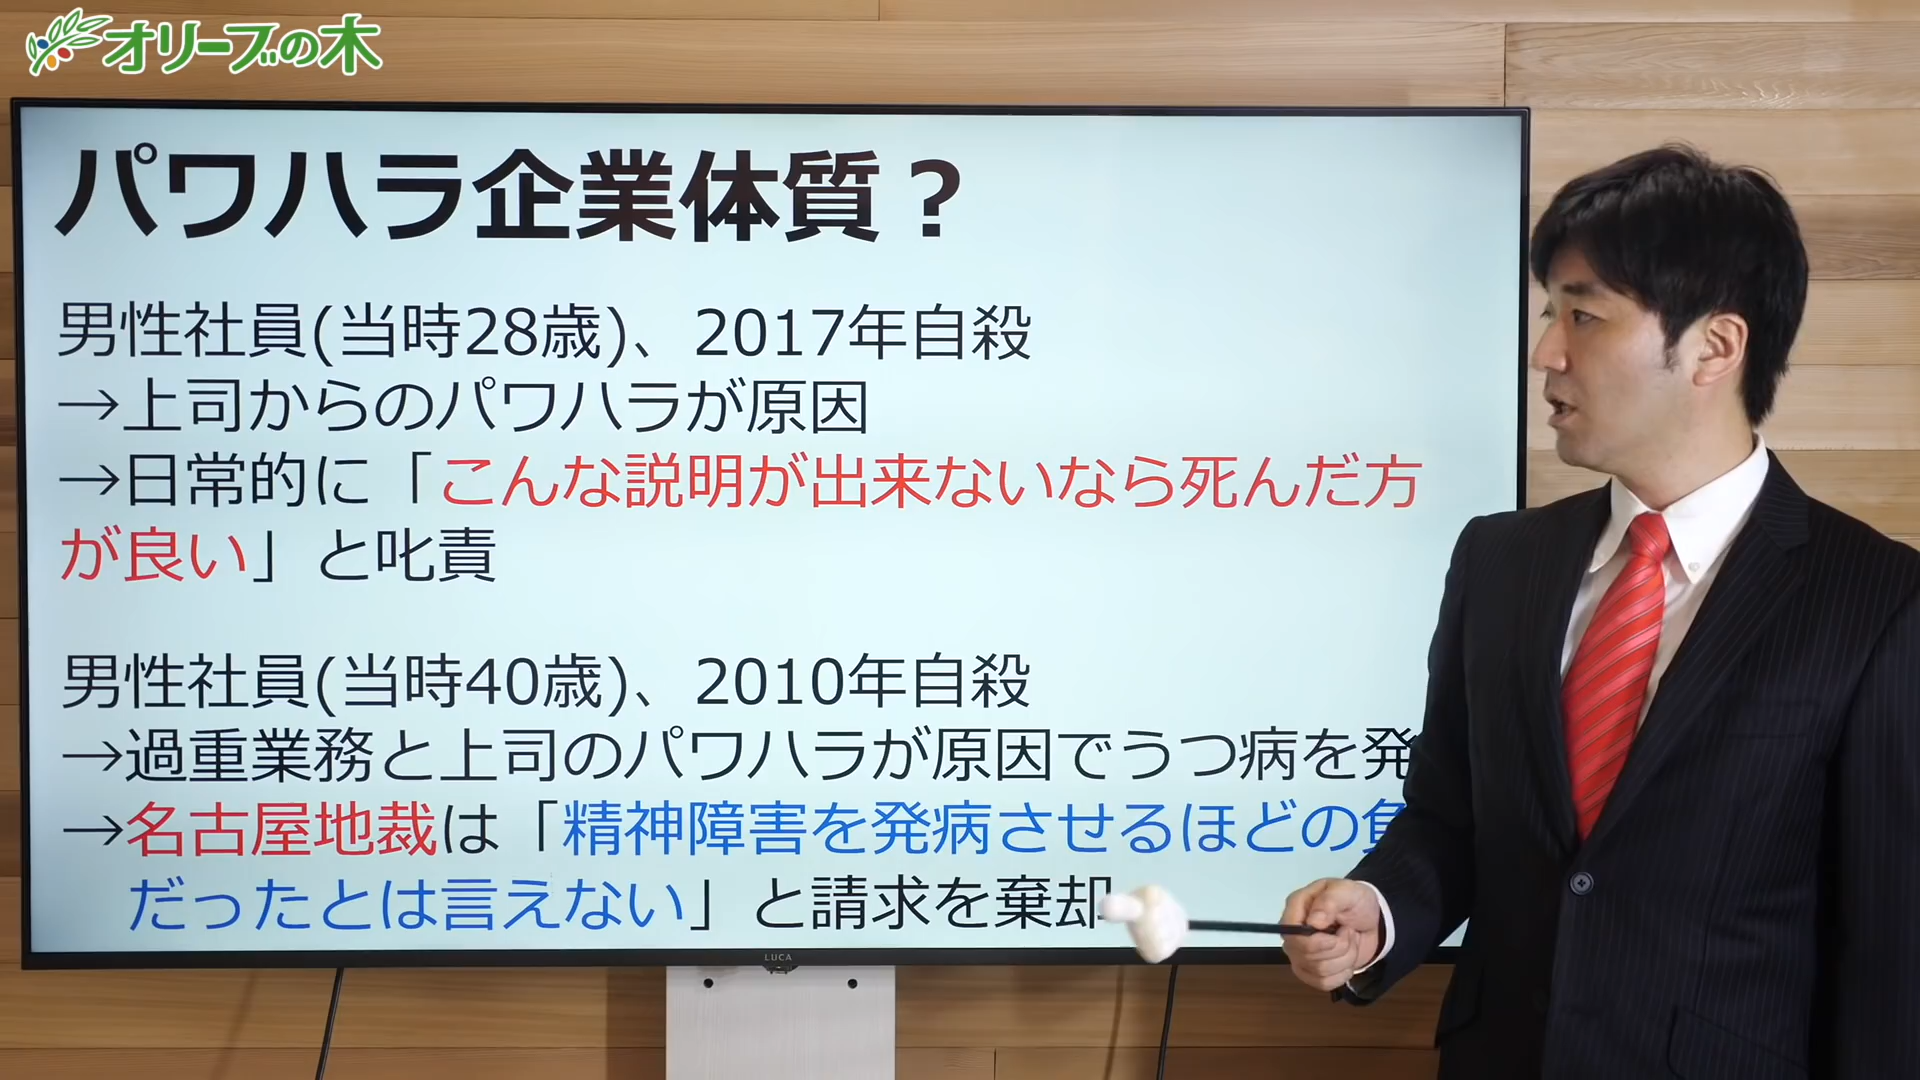 オリーブの木
パワハラ企業体質？
男性社員(当時28歳)、2017年自殺
→上司からのパワハラが原因
→日常的に「こんな説明が出来ないなら死んだ方
が良い」と叱責
男性社員(当時40歳)、2010年自殺
→過重業務と上司のパワハラが原因でうつ病を発
→名古屋地裁は「精神障害を発病させるほどの
だったとは言えない」と請求を棄却
LUCA